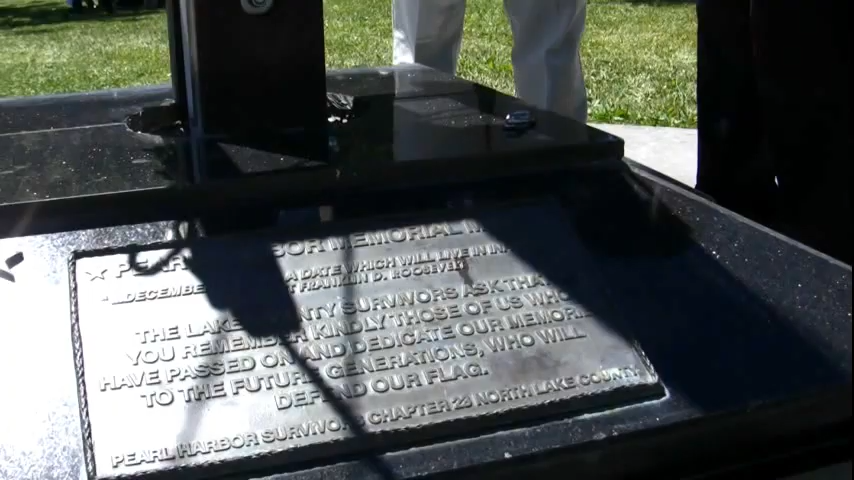 PEARL HARBOR MEMORIAL
DECEMBER A DATE WHICH WILL LIVE IN
FRANKLIN D. ROOSEVELT
THE LAKE COUNTY SURVIVORS ASK THAT
YOU REMEMBER KINDLY THOSE OF US WHO
HAVE PASSED ON AND DEDICATE OUR MEMORIAL
TO THE FUTURE GENERATIONS, WHO WILL
DEFEND OUR FLAG.
PEARL HARBOR SURVIVORS CHAPTER 23 NORTH LAKE COUNTY